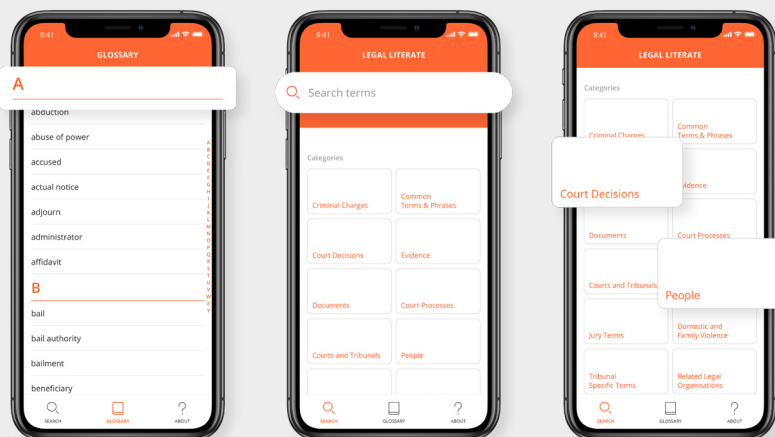 9:41
GLOSSARY
A
abduction
abuse of power
accused
actual notice
adjourn
administrator
affidavit
B
bail
bail authority
bailment
beneficiary
A
B
C
D
E
F
G
H
I
J
K
L
M
N
O
P
Q
R
S
T
U
V
W
X
Y
SEARCH
GLOSSARY
ABOUT
9:41
LEGAL LITERATE
Search terms
Categories
Criminal Charges
Common
Terms & Phrases
Court Decisions
Evidence
Documents
Court Processes
Courts and Tribunals
People
SEARCH
GLOSSARY
ABOUT
9:41
LEGAL LITERATE
Categories
Criminal Charges
Common
Terms & Phrases
Court Decisions
vidence
Documents
Court Processes
Courts and Tribunals
People
Jury Terms
Domestic and
Family Violence
Tribunal
Specific Terms
Related Legal
Organisations
SEARCH
GLOSSARY
ABOUT